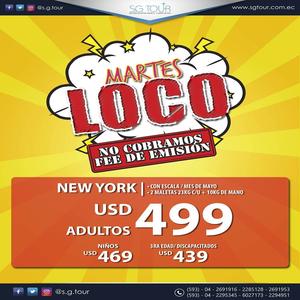 @s.g.tour
SG TOUR
www.sgtour.com.ec
MARTES
LOCO
NO COBRAMOS
FEE DE EMISIÓN
NEW YORK
- CON ESCALA / MES DE MAYO
- 2 MALETAS 23KG C/U + 10KG DE MANO
USD 499
ADULTOS
NIÑOS
USD 469
3RA EDAD/ DISCAPACITADOS
USD 439
@s.g.tour
(593) - 04 - 2691916 - 2285128 - 2691953
(593) - 04 - 2295345 - 6027173 - 2294951